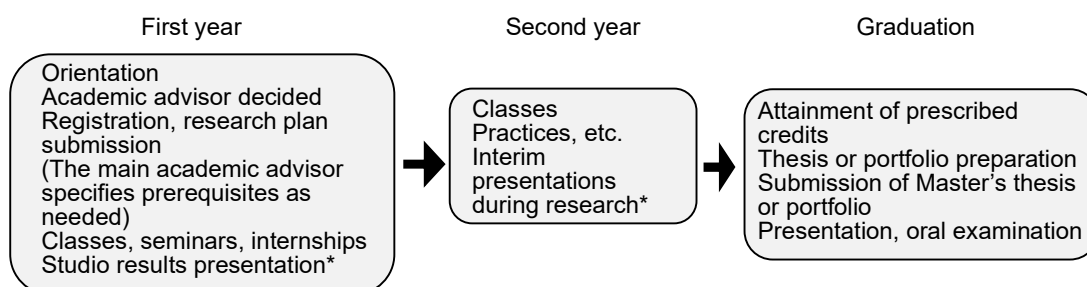 First year
Second year
Graduation
Orientation
Academic advisor decided
Registration, research plan
submission
(The main academic advisor
specifies prerequisites as
needed)
Classes, seminars, internships
Studio results presentation*
Classes
Practices, etc.
Interim
presentations
during research*
Attainment of prescribed
credits
Thesis or portfolio preparation
Submission of Master’s thesis
or portfolio
Presentation, oral examination